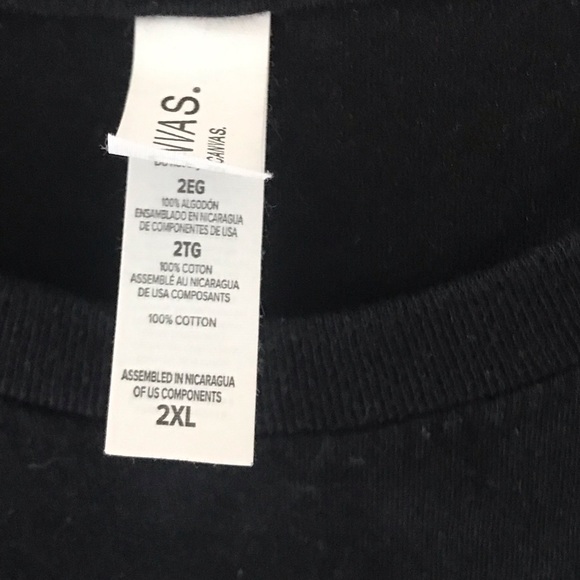 CANVAS.
2EG
100% ALGODÓN
ENSAMBLADO EN NICARAGUA
DE COMPONENTES DE USA
2TG
100% COTON
ASSEMBLÉ AU NICARAGUA
DE USA COMPOSANTS
100% COTTON
ASSEMBLED IN NICARAGUA
OF US COMPONENTS
2XL